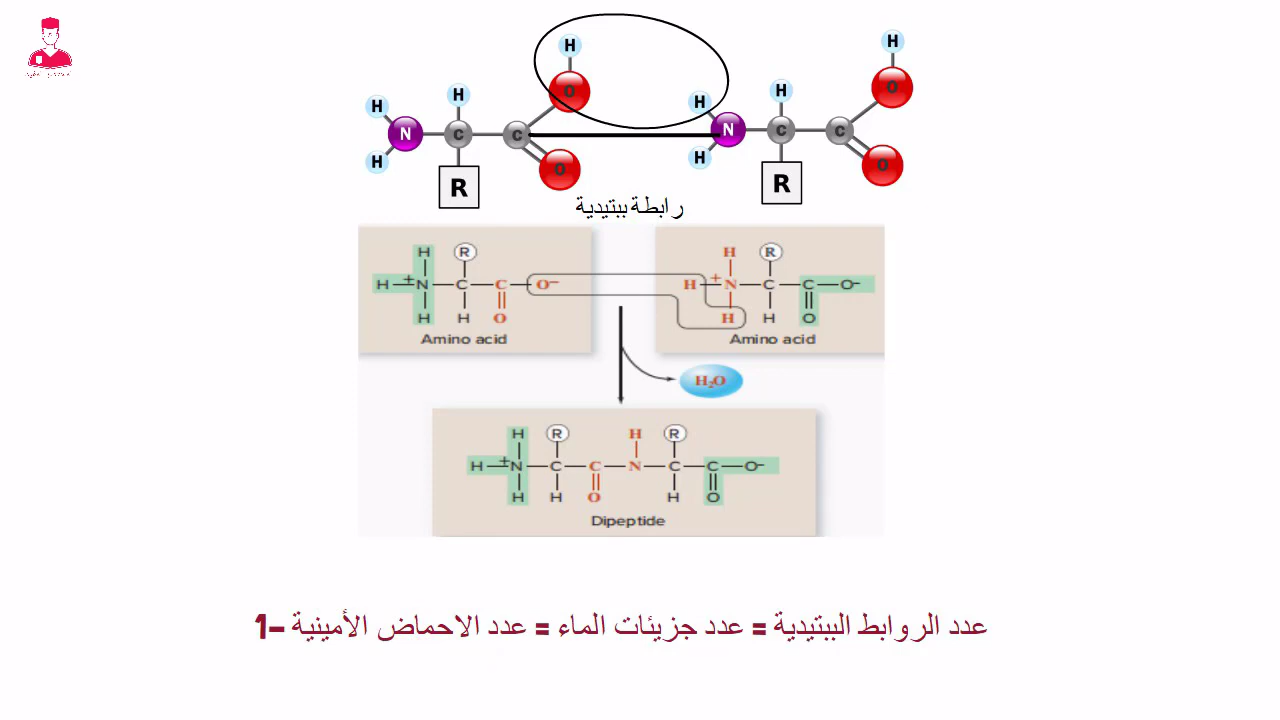 H H H
H H H H
N C C O N C C O
H O H O
R R
رابطة ببتيدية
H R H R
H + N C C O− H + N C C O−
H H O H H O
Amino acid Amino acid
H₂O
H R H R
H + N C C N C C O−
H H O H O
Dipeptide
عدد الروابط الببتيدية = عدد جزيئات الماء = عدد الاحماض الأمينية –1